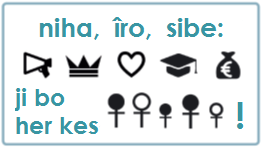 niha, îro, sibe:
ji bo
her kes !